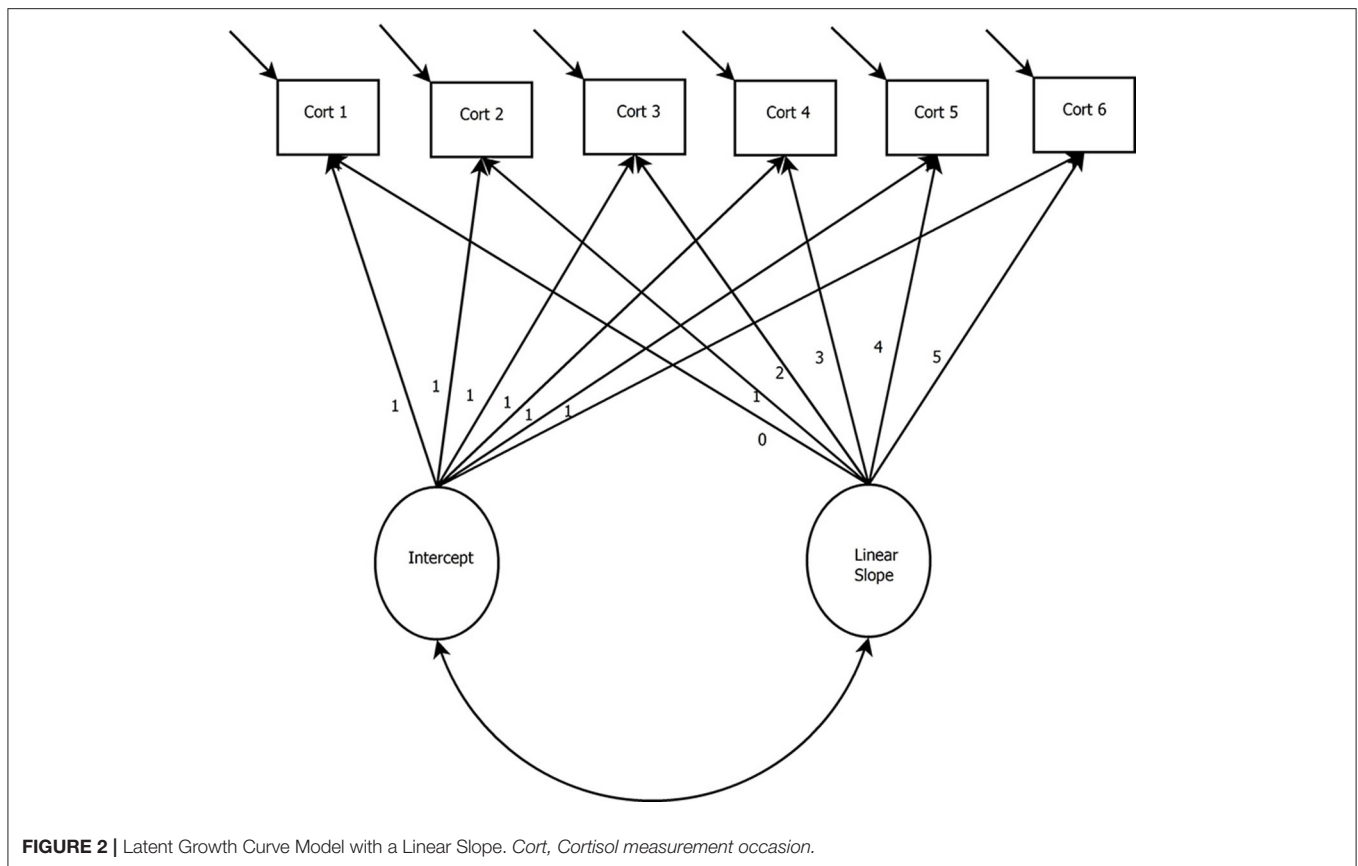 Cort 1
Cort 2
Cort 3
Cort 4
Cort 5
Cort 6
1
1
1
1
1
1
0
1
2
3
4
5
Intercept
Linear
Slope
FIGURE 2 | Latent Growth Curve Model with a Linear Slope. Cort, Cortisol measurement occasion.